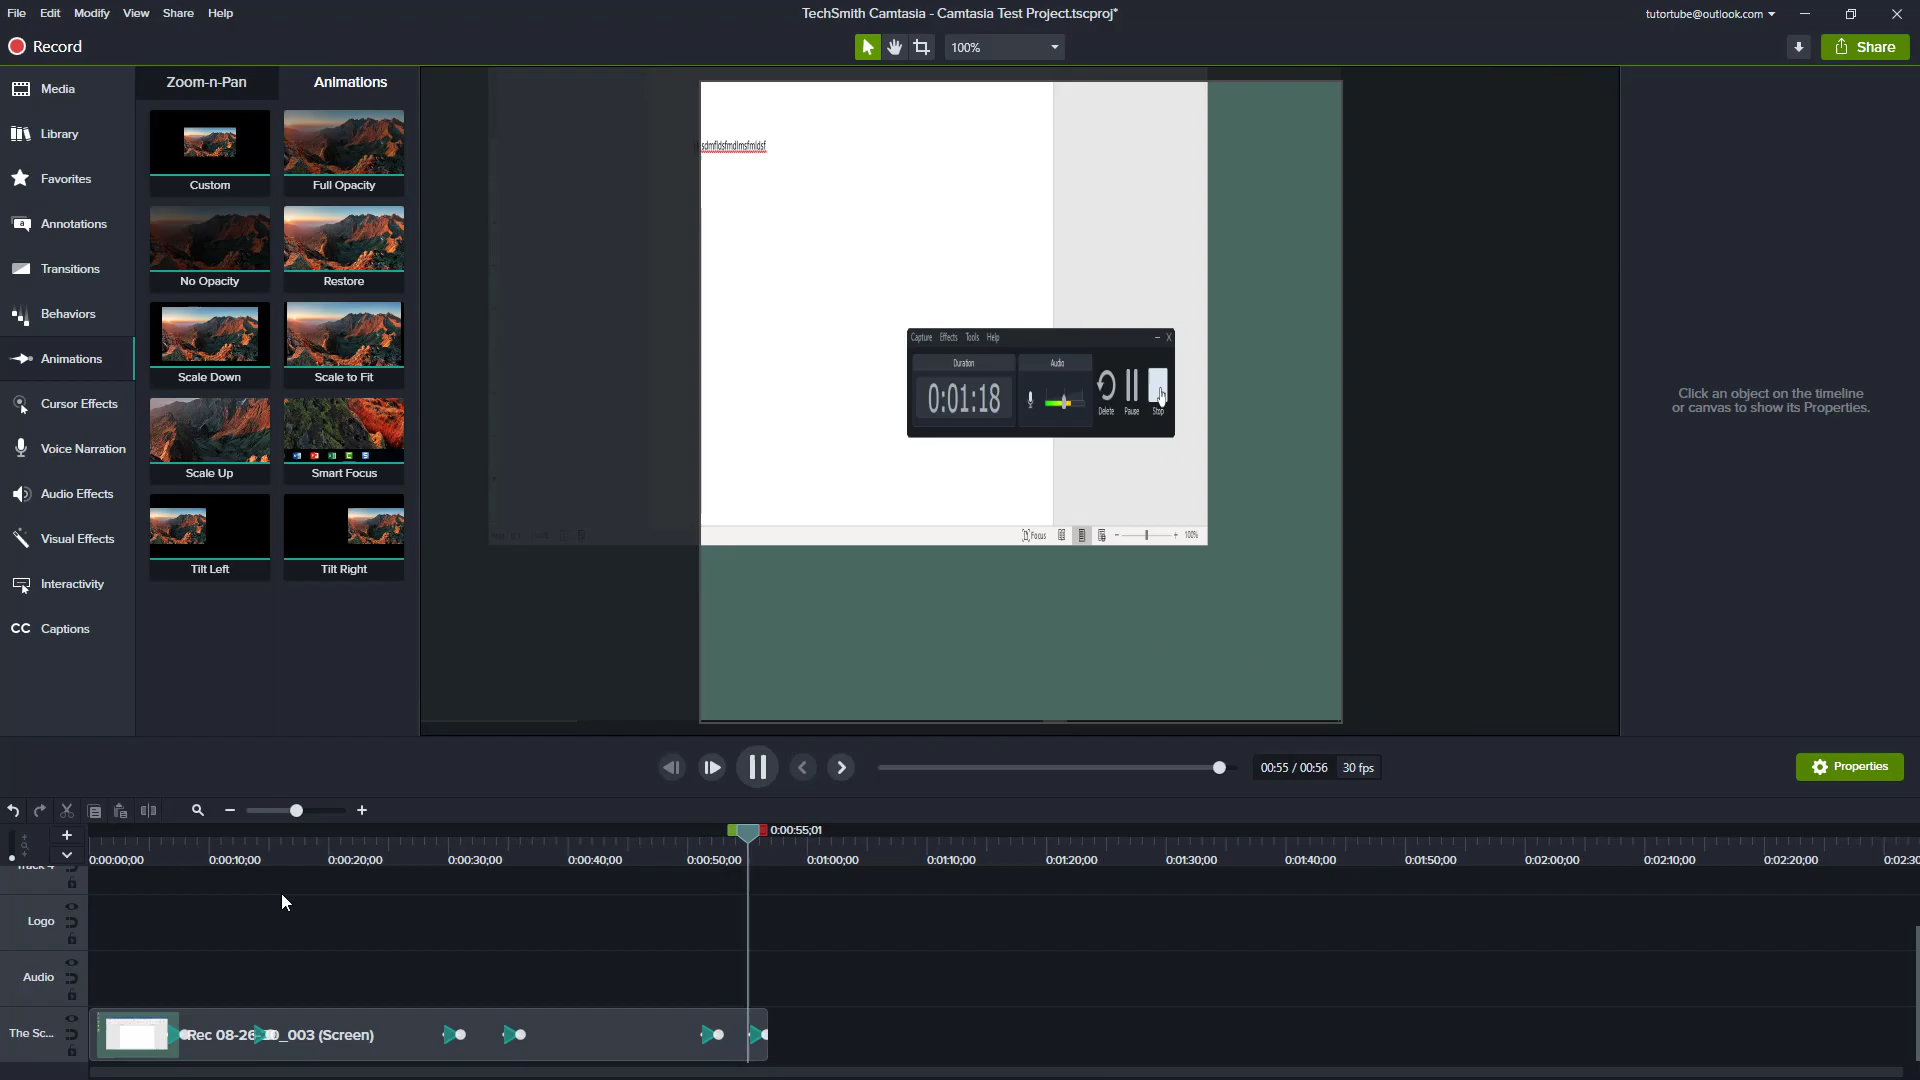 File Edit Modify View Share Help
TechSmith Camtasia - Camtasia Test Project.tscproj*
tutortube@outlook.com
Record
100%
Share
Media
Library
Favorites
Annotations
Transitions
Behaviors
Animations
Cursor Effects
Voice Narration
Audio Effects
Visual Effects
Interactivity
CC Captions
Zoom-n-Pan Animations
Custom Full Opacity
No Opacity Restore
Scale Down Scale to Fit
Scale Up Smart Focus
Tilt Left Tilt Right
Capture Effects Tools Help
Duration Audio
0:01:18
Delete Pause Stop
Focus 100%
Click an object on the timeline
or canvas to show its Properties.
00:55 / 00:56 30 fps
Properties
0:00:55;01
0:00:00;00 0:00:10;00 0:00:20;00 0:00:30;00 0:00:40;00 0:00:50;00 0:01:00;00 0:01:10;00 0:01:20;00 0:01:30;00 0:01:40;00 0:01:50;00 0:02:00;00 0:02:10;00 0:02:20;00
Logo
Audio
The Sc...